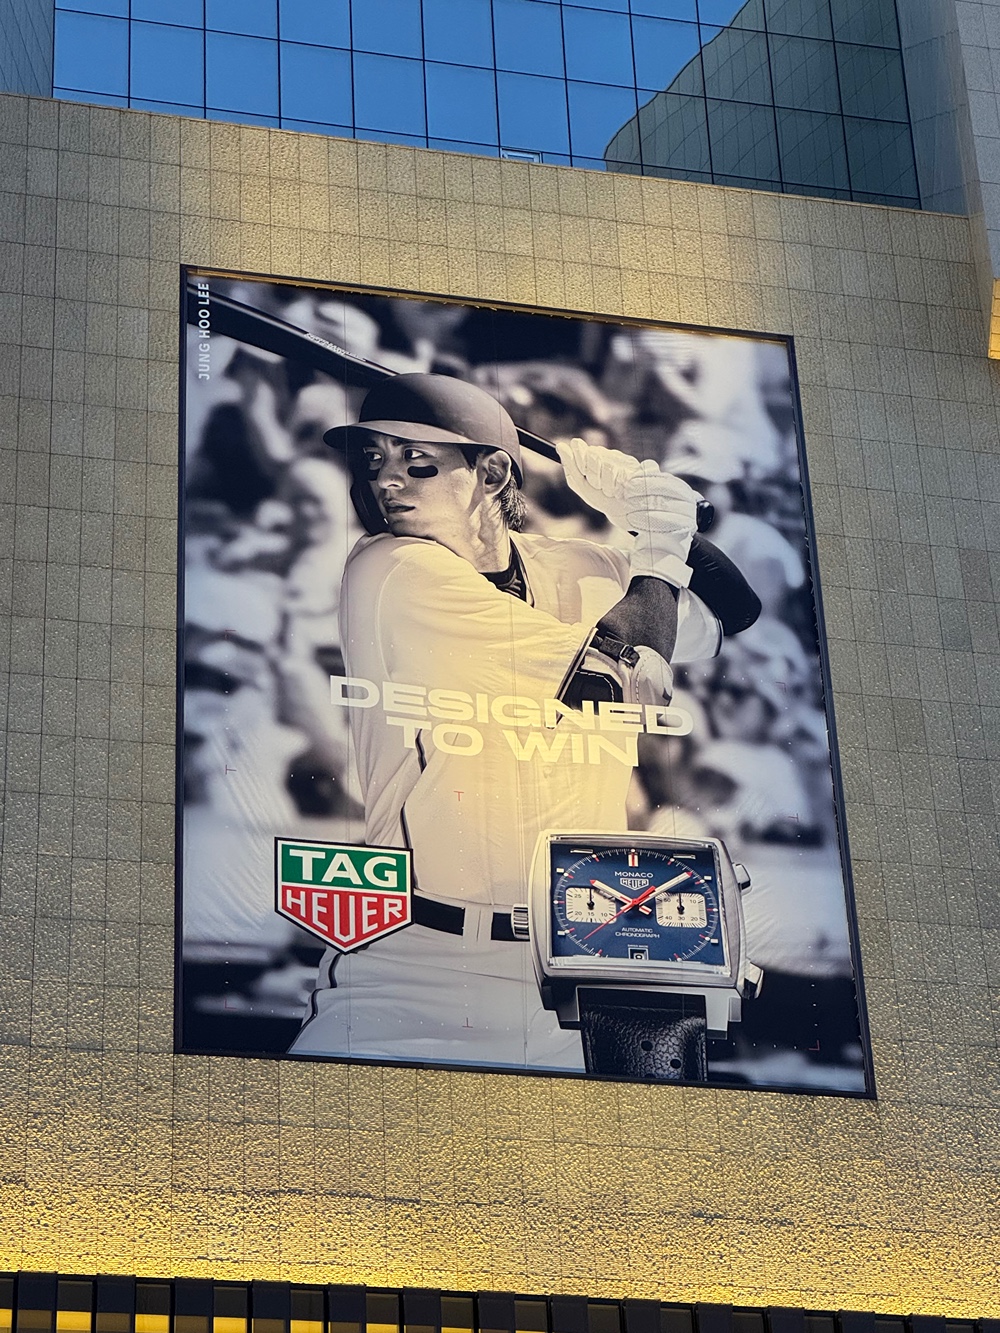 JUNG HOO LEE
DESIGNED
TO WIN
TAG
HEUER
MONACO
HEUER
AUTOMATIC
CHRONOGRAPH